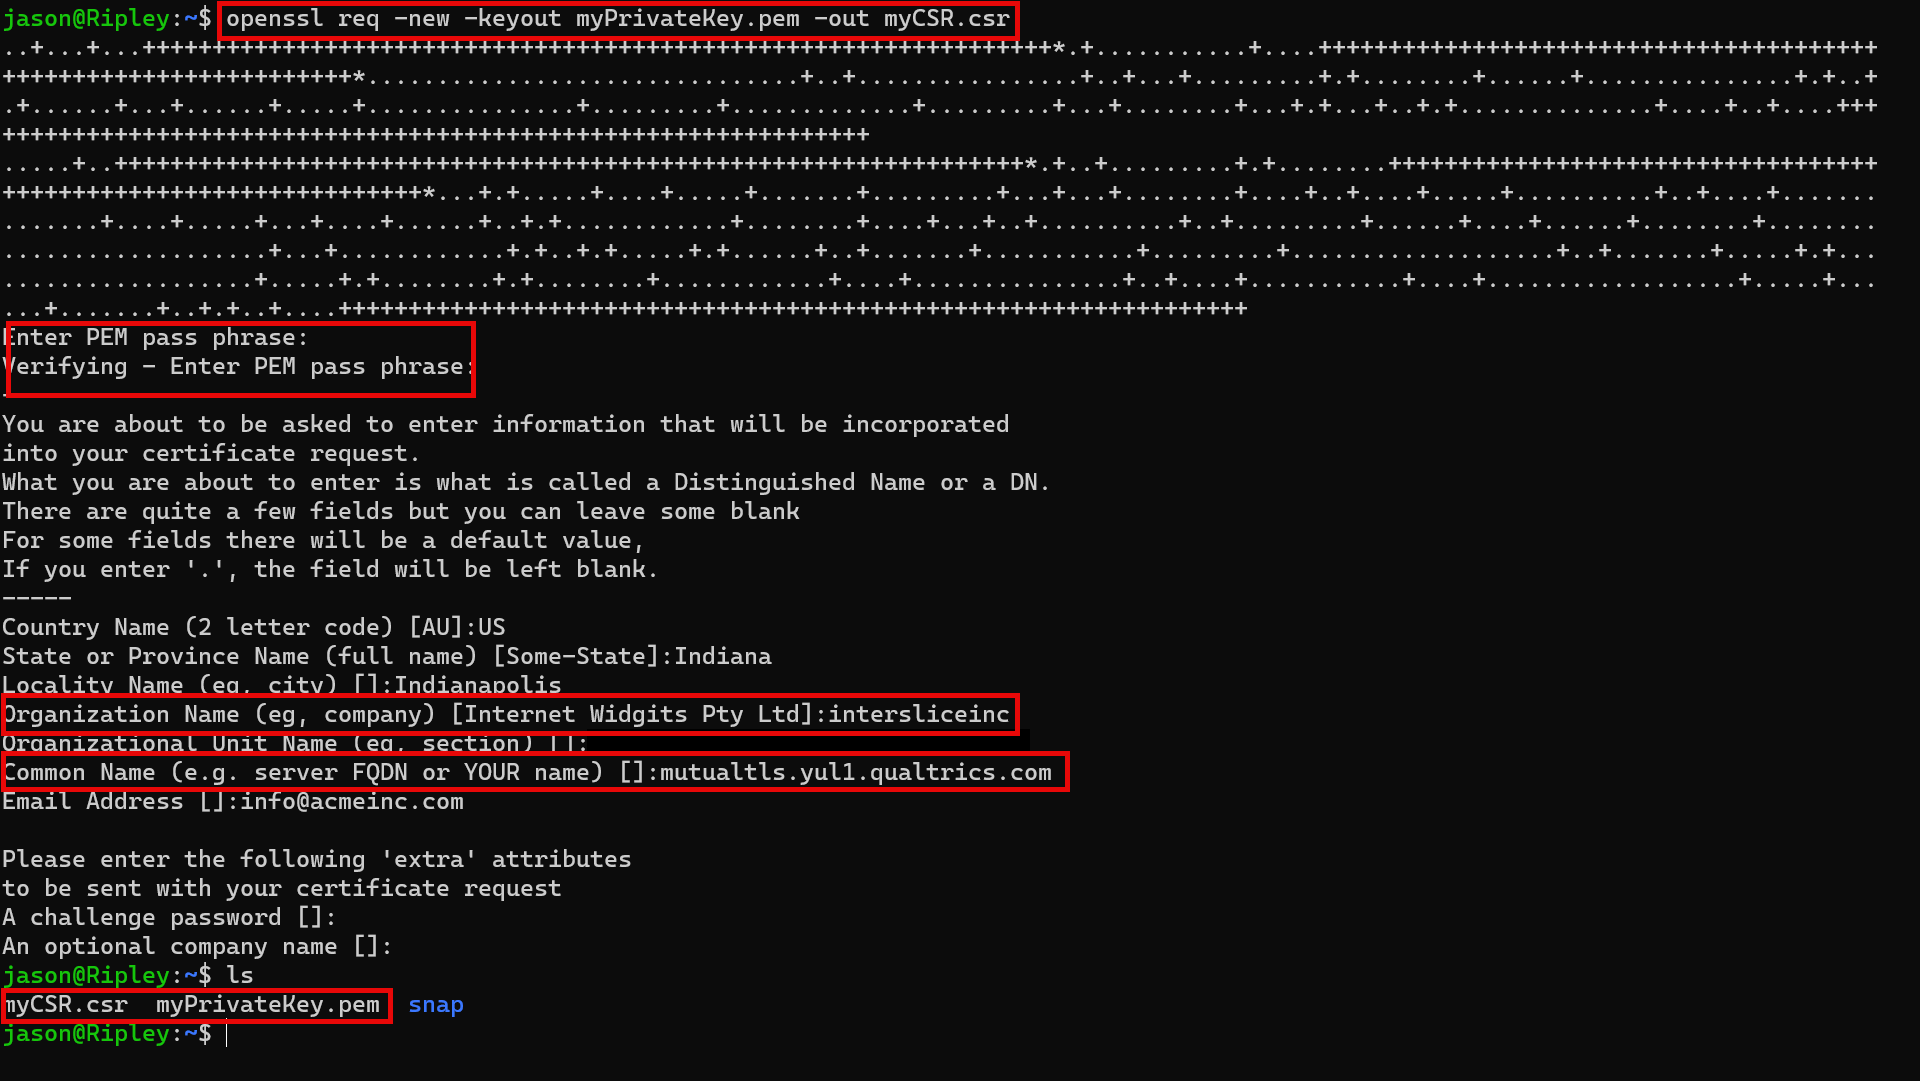 jason@Ripley:~$ openssl req -new -keyout myPrivateKey.pem -out myCSR.csr
Enter PEM pass phrase:
Verifying - Enter PEM pass phrase:
You are about to be asked to enter information that will be incorporated
into your certificate request.
What you are about to enter is what is called a Distinguished Name or a DN.
There are quite a few fields but you can leave some blank
For some fields there will be a default value,
If you enter '.', the field will be left blank.
-----
Country Name (2 letter code) [AU]:US
State or Province Name (full name) [Some-State]:Indiana
Locality Name (eg, city) []:Indianapolis
Organization Name (eg, company) [Internet Widgits Pty Ltd]:intersliceinc
Organizational Unit Name (eg, section) []:
Common Name (e.g. server FQDN or YOUR name) []:mutualtls.yul1.qualtrics.com
Email Address []:info@acmeinc.com
Please enter the following 'extra' attributes
to be sent with your certificate request
A challenge password []:
An optional company name []:
jason@Ripley:~$ ls
myCSR.csr  myPrivateKey.pem  snap
jason@Ripley:~$